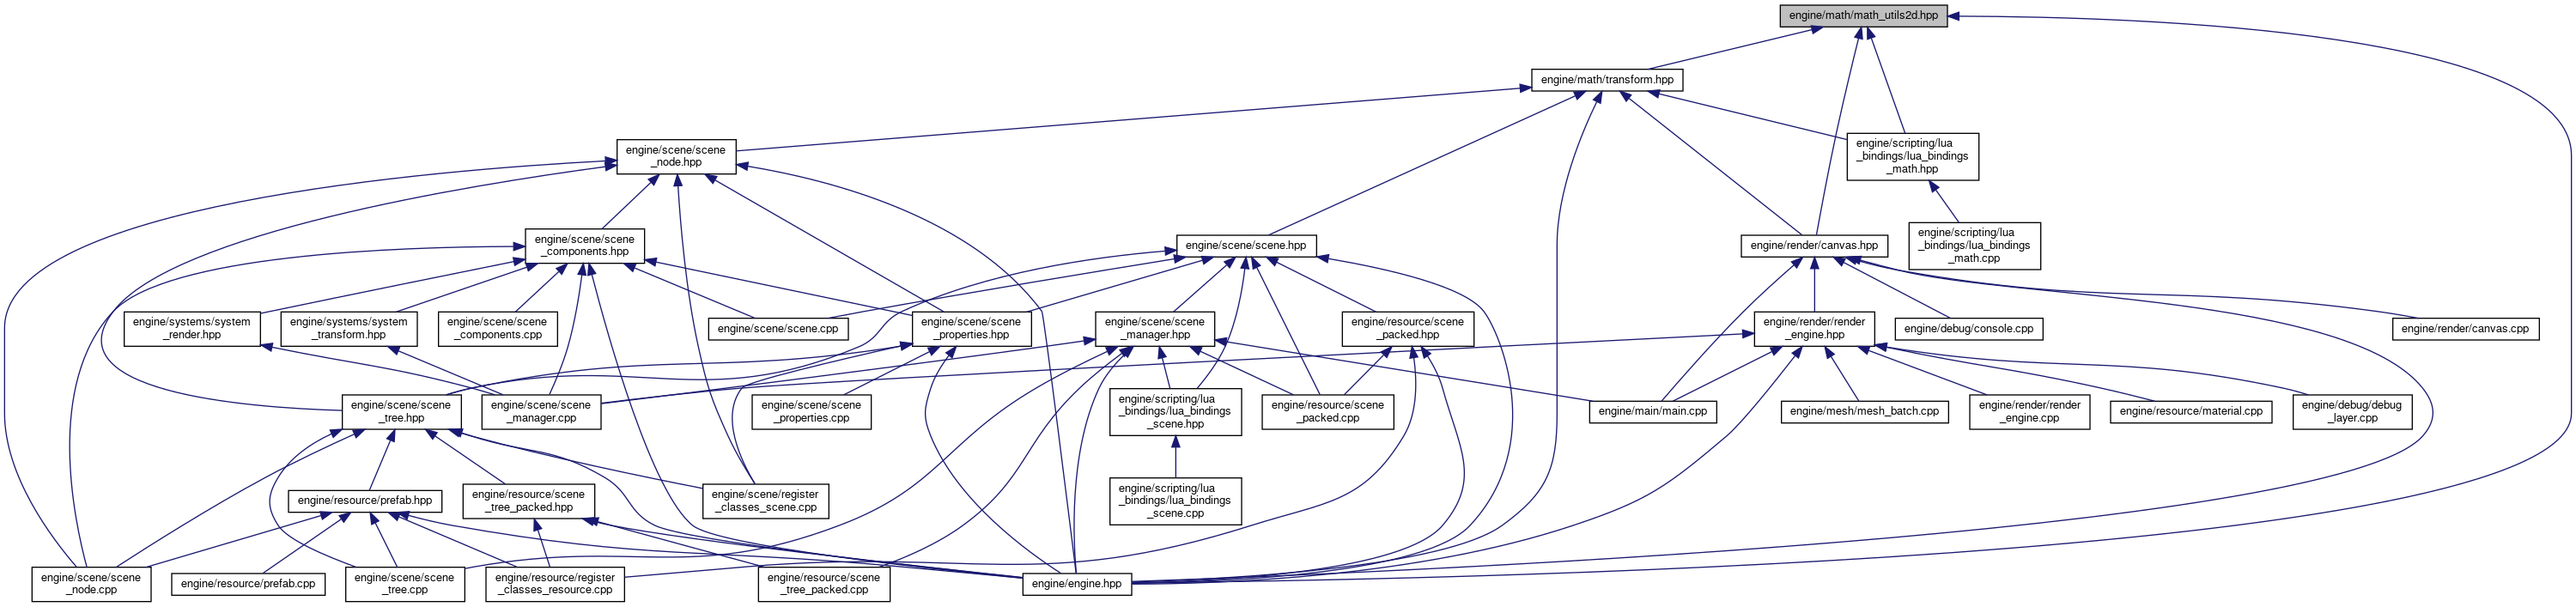 engine/math/math_utils2d.hpp
engine/math/transform.hpp
engine/scene/scene
_node.hpp
engine/scripting/lua
_bindings/lua_bindings
_math.hpp
engine/scene/scene
_components.hpp
engine/scene/scene.hpp
engine/render/canvas.hpp
engine/scripting/lua
_bindings/lua_bindings
_math.cpp
engine/systems/system
_render.hpp
engine/systems/system
_transform.hpp
engine/scene/scene
_components.cpp
engine/scene/scene.cpp
engine/scene/scene
_properties.hpp
engine/scene/scene
_manager.hpp
engine/resource/scene
_packed.hpp
engine/render/render
_engine.hpp
engine/debug/console.cpp
engine/render/canvas.cpp
engine/scene/scene
_tree.hpp
engine/scene/scene
_manager.cpp
engine/scene/scene
_properties.cpp
engine/scripting/lua
_bindings/lua_bindings
_scene.hpp
engine/resource/scene
_packed.cpp
engine/main/main.cpp
engine/mesh/mesh_batch.cpp
engine/render/render
_engine.cpp
engine/resource/material.cpp
engine/debug/debug
_layer.cpp
engine/resource/prefab.hpp
engine/resource/scene
_tree_packed.hpp
engine/scene/register
_classes_scene.cpp
engine/scripting/lua
_bindings/lua_bindings
_scene.cpp
engine/scene/scene
_node.cpp
engine/resource/prefab.cpp
engine/scene/scene
_tree.cpp
engine/resource/register
_classes_resource.cpp
engine/resource/scene
_tree_packed.cpp
engine/engine.hpp